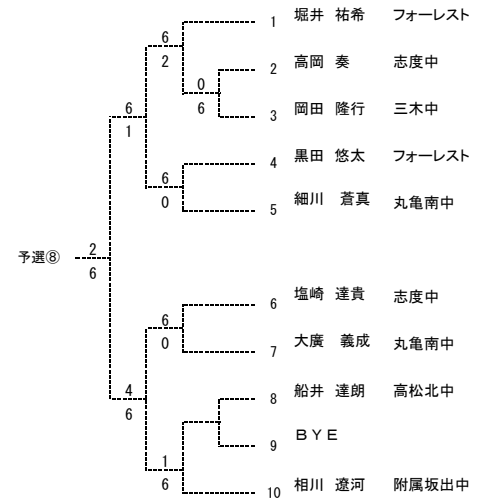 1 堀井 祐希 フォーレスト
6
2
2 高岡 奏 志度中
0
6
3 岡田 隆行 三木中
6
1
4 黒田 悠太 フォーレスト
6
0
5 細川 蒼真 丸亀南中
予選⑧
2
6
6 塩崎 達貴 志度中
6
0
7 大廣 義成 丸亀南中
4
6
8 船井 達朗 高松北中
9 BYE
1
6
10 相川 遼河 附属坂出中